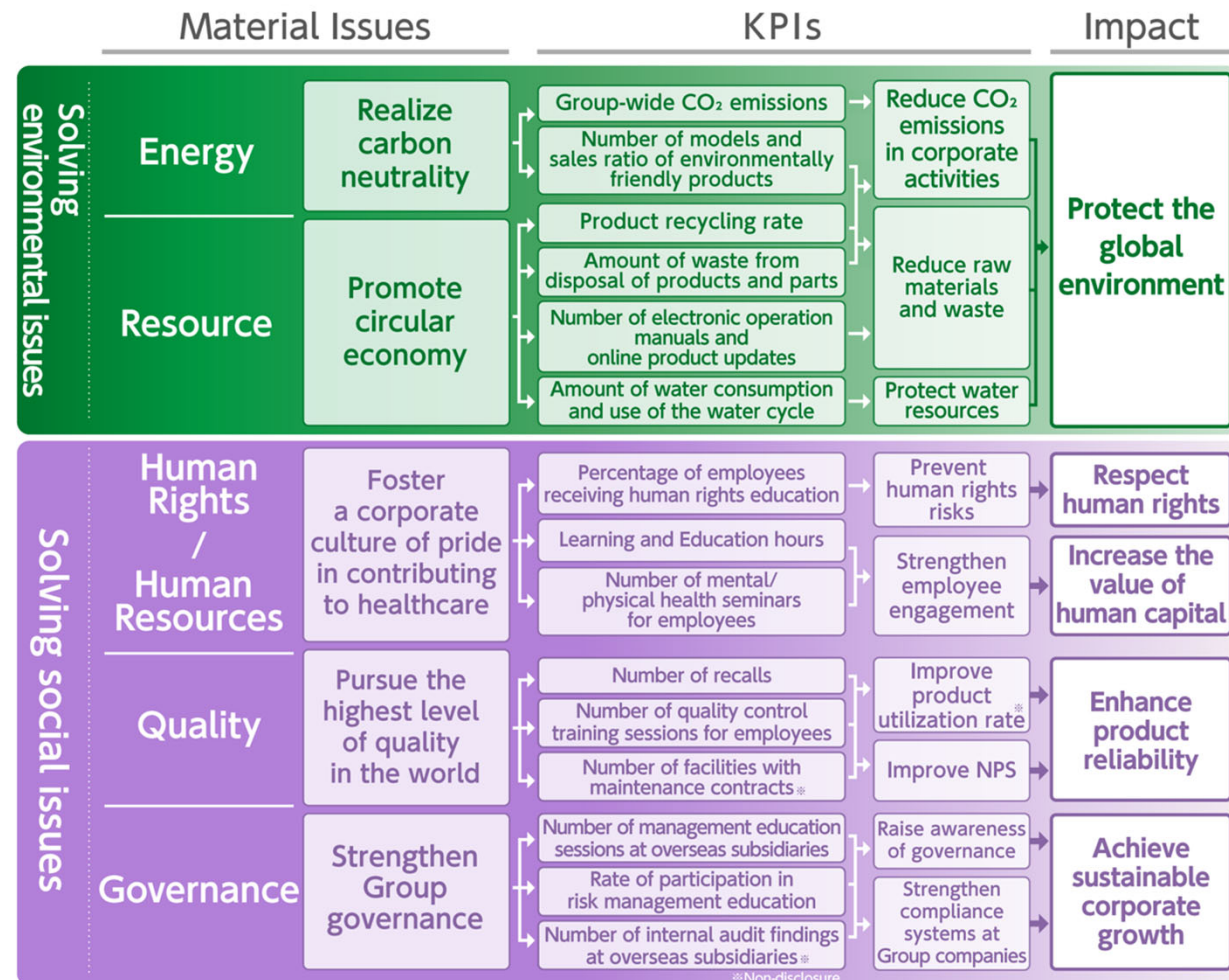 Material Issues
KPIs
Impact
Solving
environmental issues
Energy
Realize
carbon
neutrality
Group-wide CO₂ emissions
Number of models and
sales ratio of environmentally
friendly products
Reduce CO₂
emissions
in corporate
activities
Resource
Promote
circular
economy
Product recycling rate
Amount of waste from
disposal of products and parts
Number of electronic operation
manuals and
online product updates
Amount of water consumption
and use of the water cycle
Reduce raw
materials
and waste
Protect water
resources
Protect the
global
environment
Solving social issues
Human
Rights
/
Human
Resources
Foster
a corporate
culture of pride
in contributing
to healthcare
Percentage of employees
receiving human rights education
Learning and Education hours
Number of mental/
physical health seminars
for employees
Prevent
human rights
risks
Strengthen
employee
engagement
Respect
human rights
Increase the
value of
human capital
Quality
Pursue the
highest level
of quality
in the world
Number of recalls
Number of quality control
training sessions for employees
Number of facilities with
maintenance contracts※
Improve
product
utilization rate※
Improve NPS
Enhance
product
reliability
Governance
Strengthen
Group
governance
Number of management education
sessions at overseas subsidiaries
Rate of participation in
risk management education
Number of internal audit findings
at overseas subsidiaries※
Raise awareness
of governance
Strengthen
compliance
systems at
Group companies
Achieve
sustainable
corporate
growth
※Non-disclosure